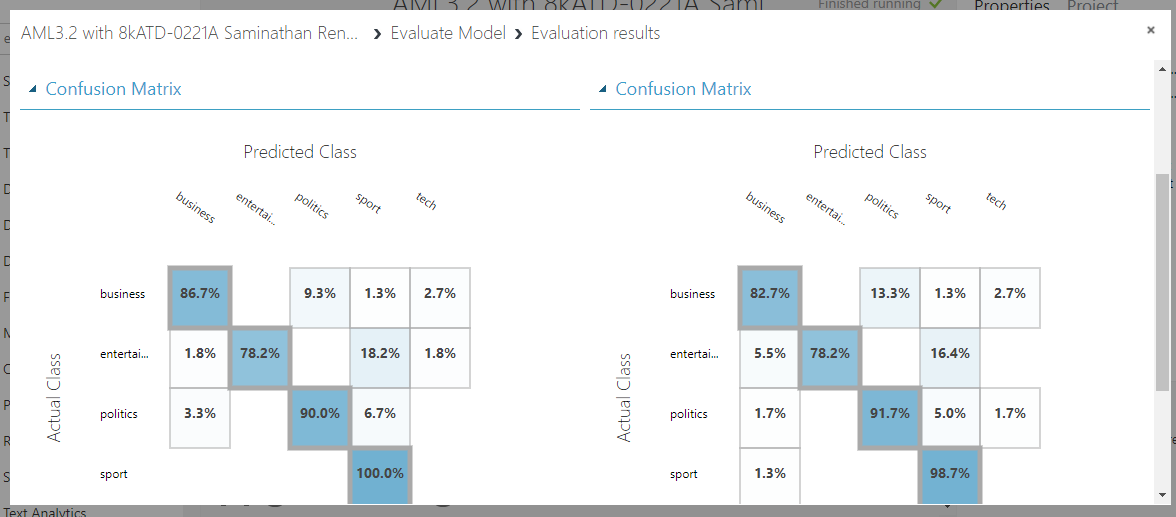 AML3.2 with 8kATD-0221A Saminathan Ren... > Evaluate Model > Evaluation results
Finished running
Properties Project
Confusion Matrix
Predicted Class
business entertai... politics sport tech
Actual Class
business 86.7% 9.3% 1.3% 2.7%
entertai... 1.8% 78.2% 18.2% 1.8%
politics 3.3% 90.0% 6.7%
sport 100.0%
Confusion Matrix
Predicted Class
business entertai... politics sport tech
Actual Class
business 82.7% 13.3% 1.3% 2.7%
entertai... 5.5% 78.2% 16.4%
politics 1.7% 91.7% 5.0% 1.7%
sport 1.3% 98.7%
Text Analytics